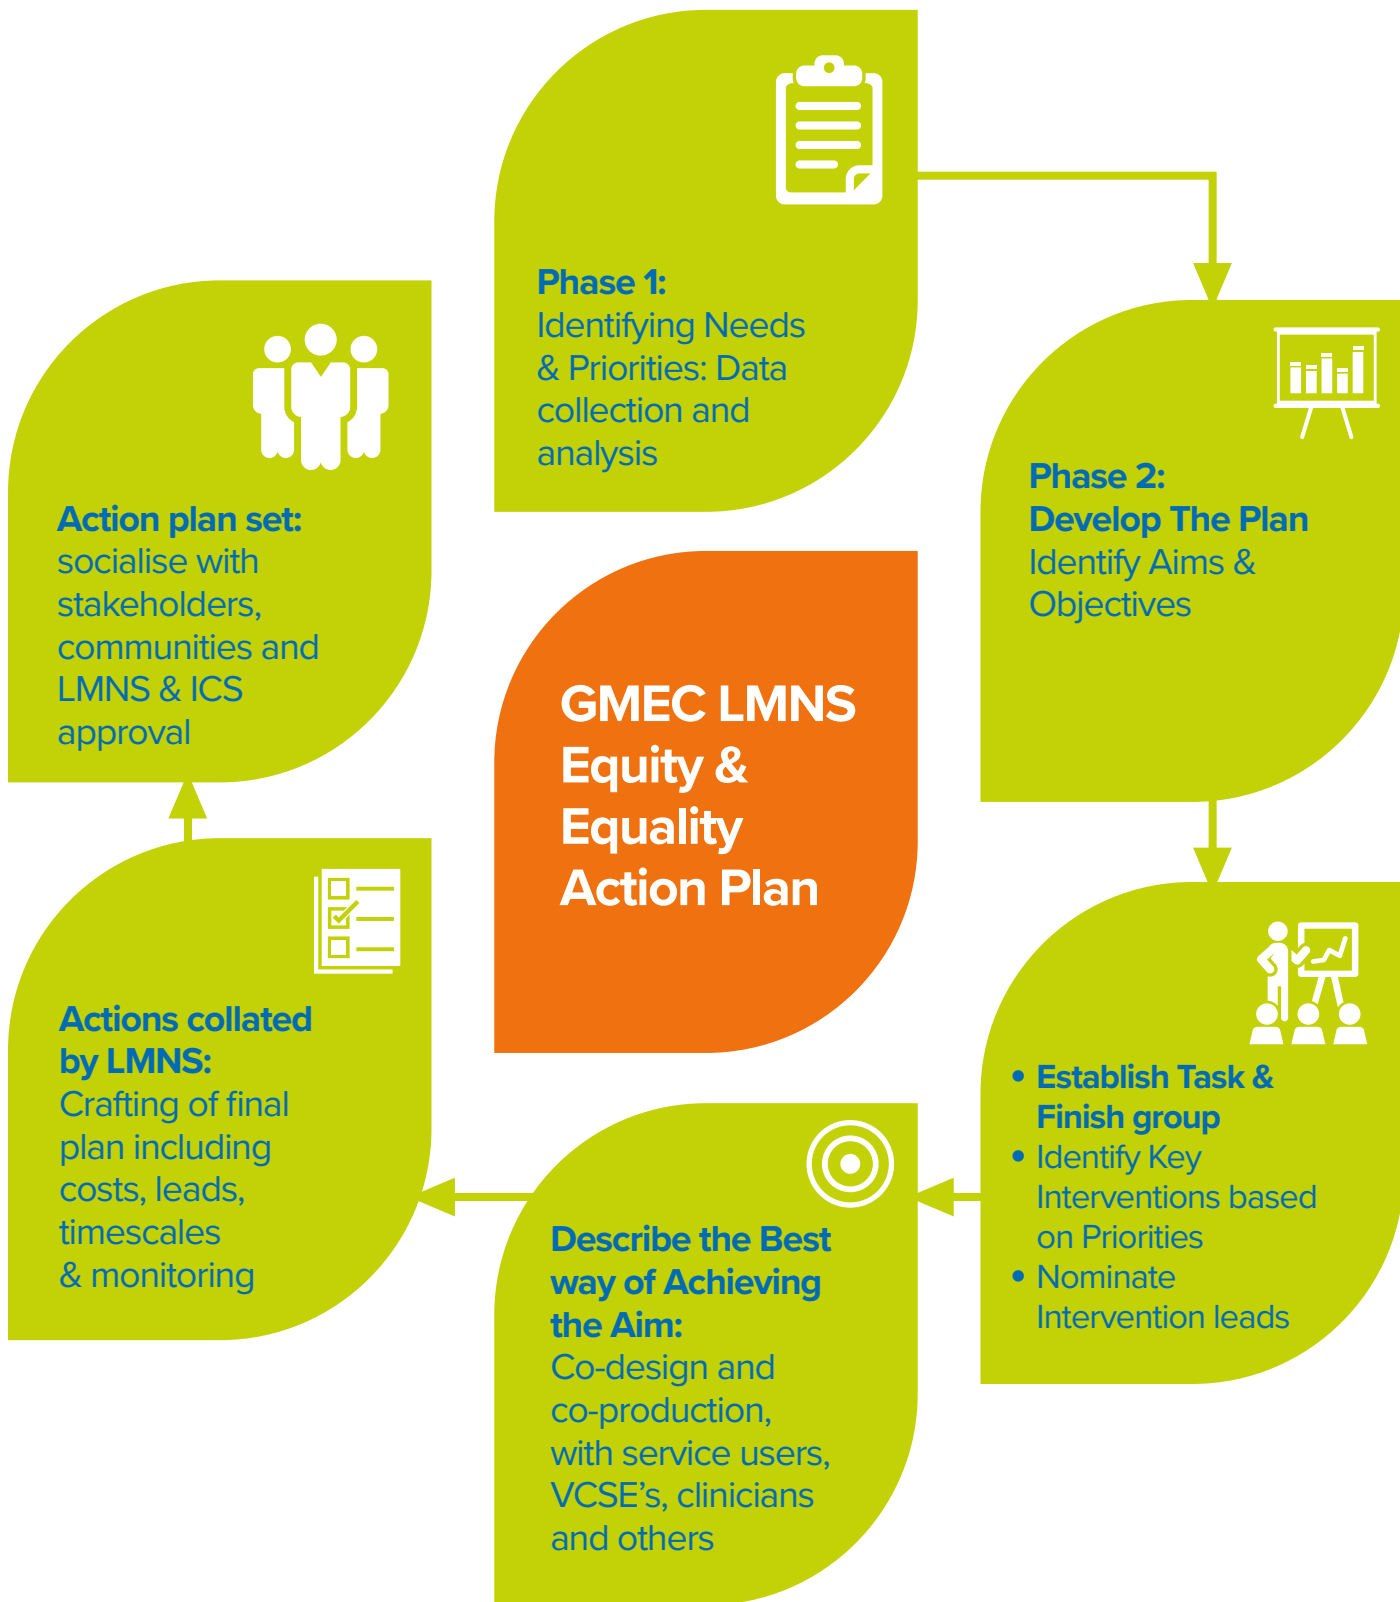 Phase 1:
Identifying Needs
& Priorities: Data
collection and
analysis
Phase 2:
Develop The Plan
Identify Aims &
Objectives
• Establish Task &
Finish group
• Identify Key
Interventions based
on Priorities
• Nominate
Intervention leads
Describe the Best
way of Achieving
the Aim:
Co-design and
co-production,
with service users,
VCSE’s, clinicians
and others
Actions collated
by LMNS:
Crafting of final
plan including
costs, leads,
timescales
& monitoring
Action plan set:
socialise with
stakeholders,
communities and
LMNS & ICS
approval
GMEC LMNS
Equity &
Equality
Action Plan